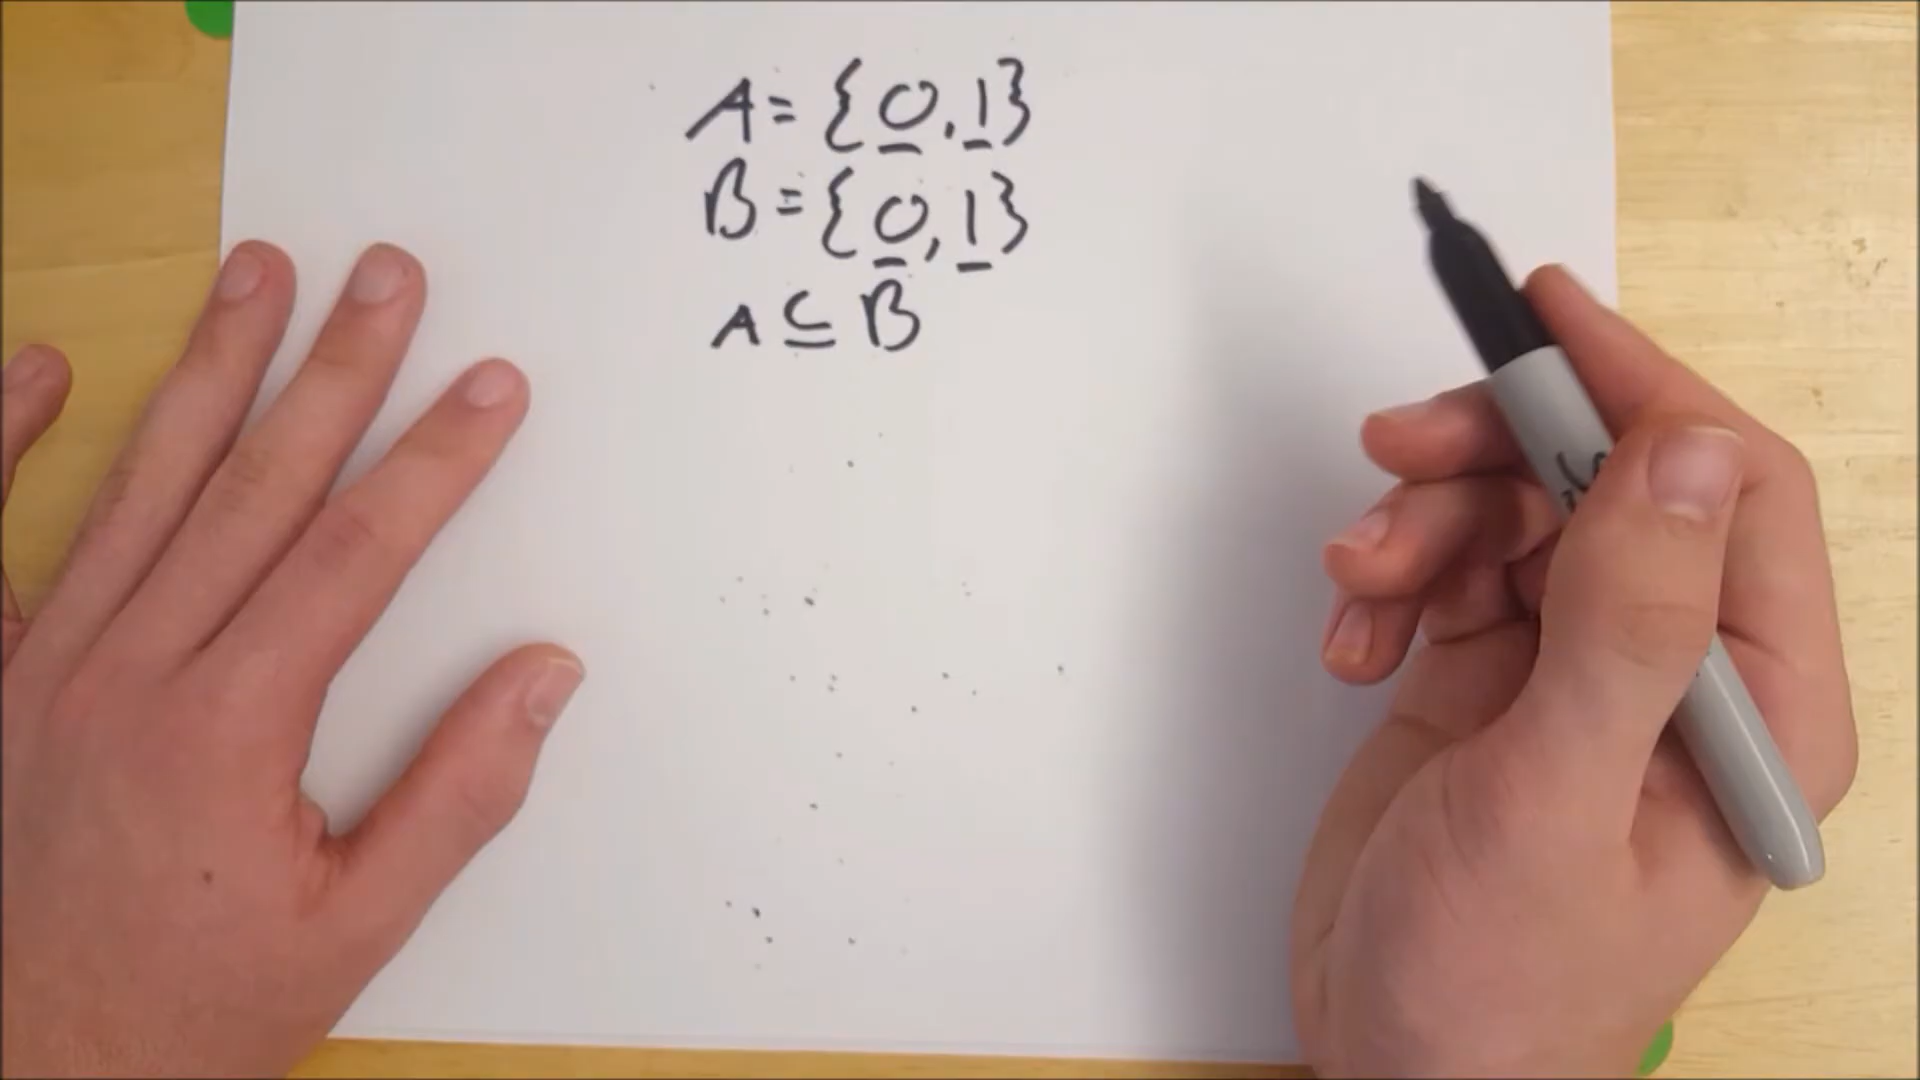 A = {0, 1}
B = {0, 1}
A ⊆ B